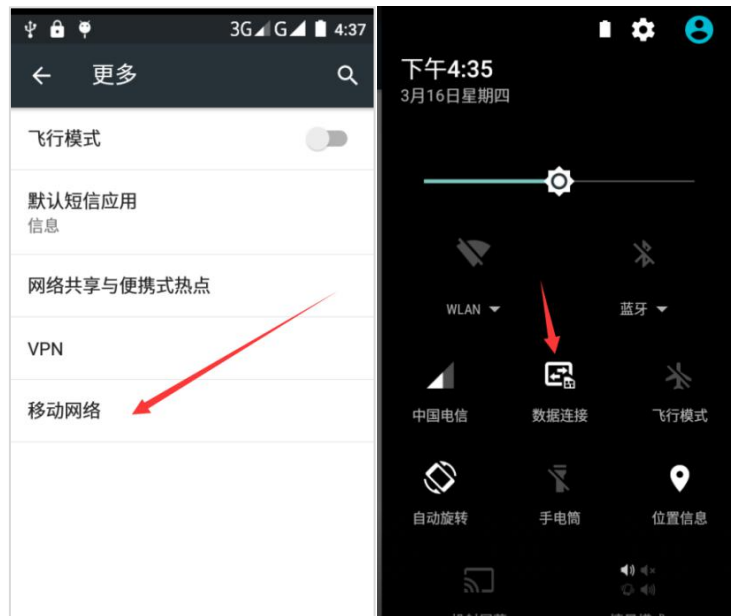 3G G 4:37
更多
飞行模式
默认短信应用
信息
网络共享与便携式热点
VPN
移动网络
下午4:35
3月16日星期四
WLAN
蓝牙
中国电信
数据连接
飞行模式
自动旋转
手电筒
位置信息